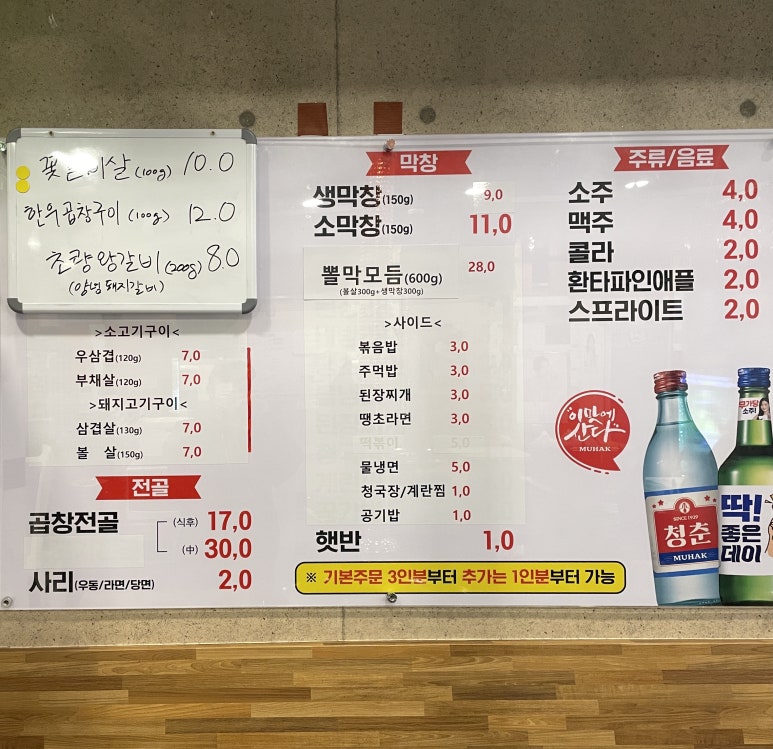 꽃갈비살(100g) 10.0
한우곱창구이(100g) 12.0
초량왕갈비(200g) 8.0
(양념돼지갈비)
>소고기구이<
우삼겹(120g) 7,0
부채살(120g) 7,0
>돼지고기구이<
삼겹살(130g) 7,0
볼 살(150g) 7,0
전골
곱창전골 (식후) 17,0
(中) 30,0
사리(우동/라면/당면) 2,0
막창
생막창(150g) 9,0
소막창(150g) 11,0
뽈막모듬(600g) 28,0
(볼살300g+생막창300g)
>사이드<
볶음밥 3,0
주먹밥 3,0
된장찌개 3,0
땡초라면 3,0
떡볶이 5,0
물냉면 5,0
청국장/계란찜 1,0
공기밥 1,0
햇반 1,0
※ 기본주문 3인분부터 추가는 1인분부터 가능
주류/음료
소주 4,0
맥주 4,0
콜라 2,0
환타파인애플 2,0
스프라이트 2,0
이맛에
산다
MUHAK
SINCE 1929
청춘
MUHAK
소주!
딱!
좋은
데이